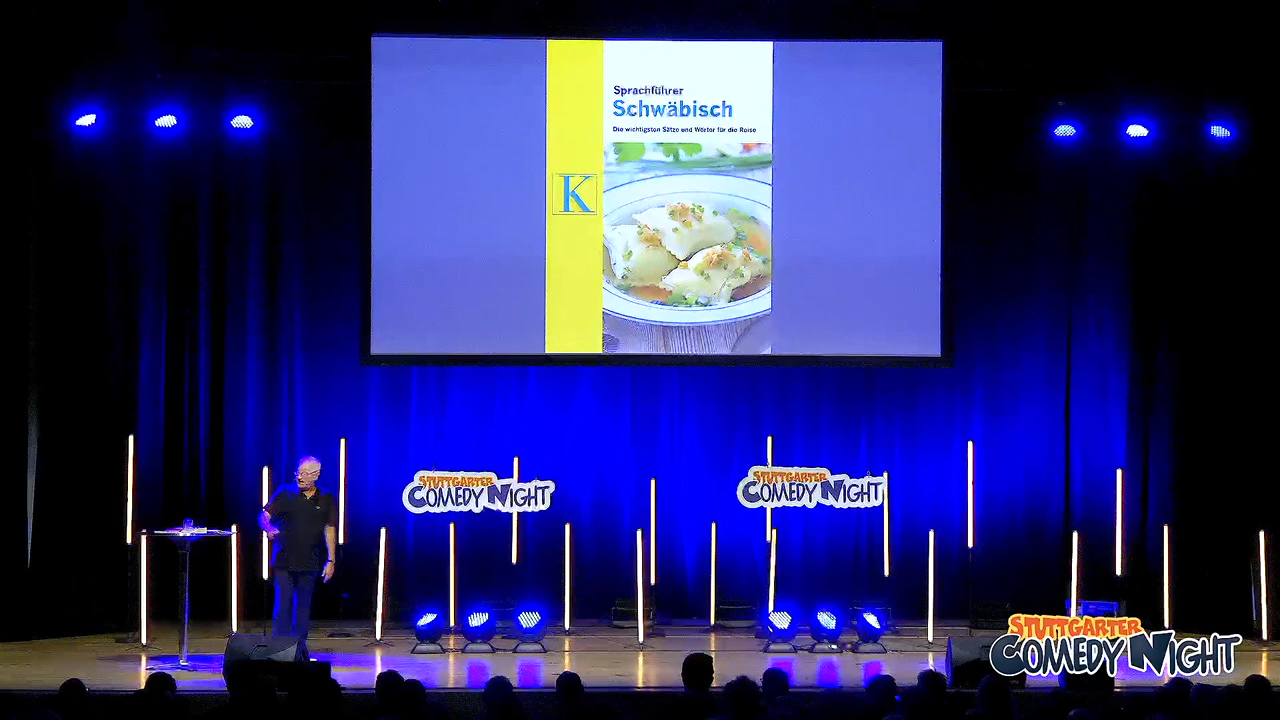 Sprachführer
Schwäbisch
Die wichtigsten Sätze und Wörter für die Reise
K
STUTTGARTER
COMEDY NIGHT
STUTTGARTER
COMEDY NIGHT
STUTTGARTER
COMEDY NIGHT